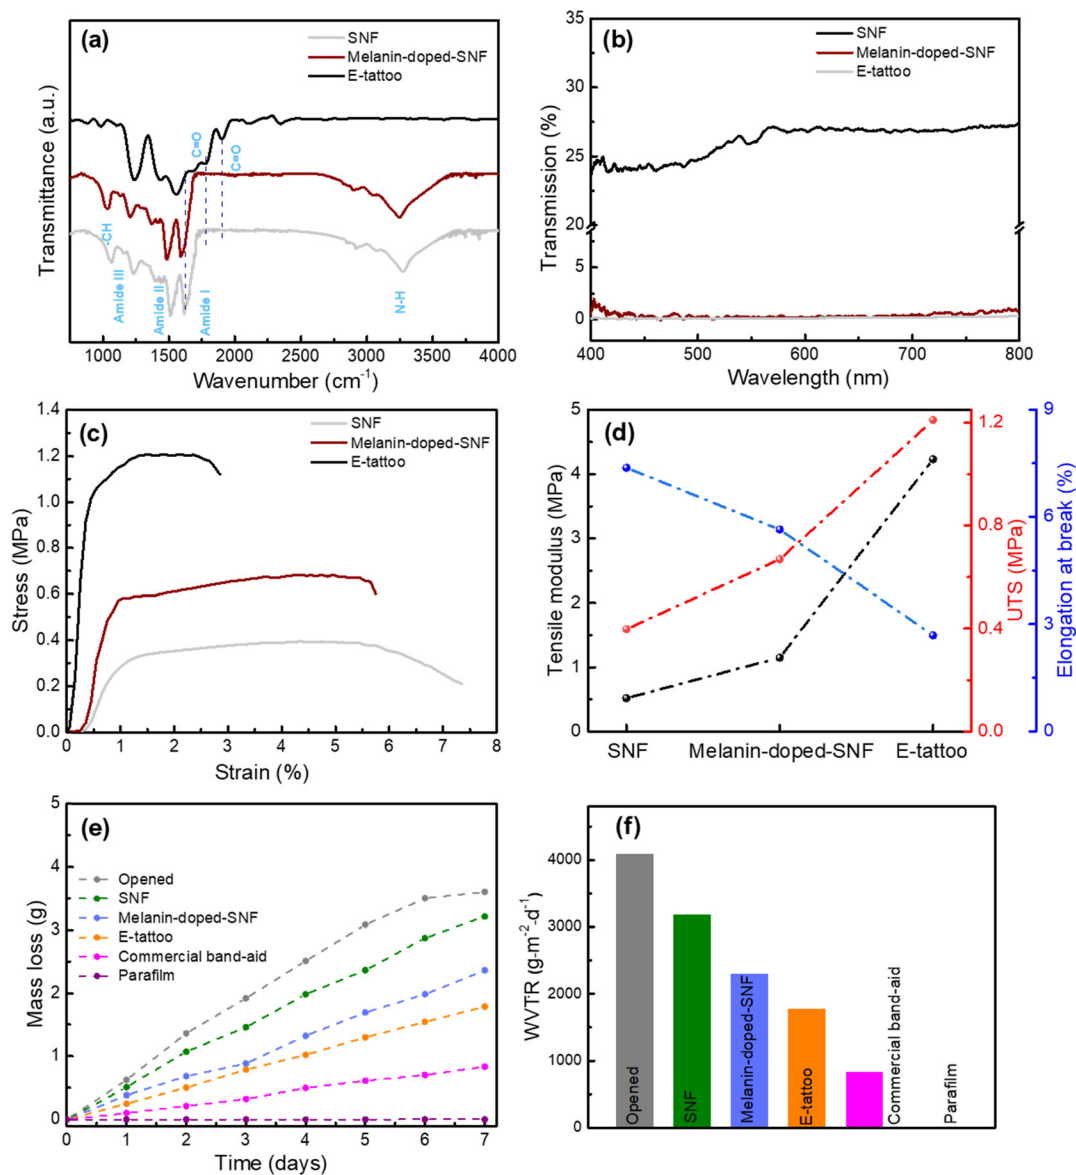 (a)
SNF
Melanin-doped-SNF
E-tattoo
C=O
C=O
-CH
Amide III
Amide II
Amide I
N-H
Transmittance (a.u.)
1000 1500 2000 2500 3000 3500 4000
Wavenumber (cm⁻¹)
(b)
SNF
Melanin-doped-SNF
E-tattoo
Transmission (%)
35
30
25
20
5
0
400 500 600 700 800
Wavelength (nm)
(c)
SNF
Melanin-doped-SNF
E-tattoo
Stress (MPa)
1.4
1.2
1.0
0.8
0.6
0.4
0.2
0.0
0 1 2 3 4 5 6 7 8
Strain (%)
(d)
Tensile modulus (MPa)
5
4
3
2
1
0
SNF Melanin-doped-SNF E-tattoo
1.2
0.8
0.4
0.0
UTS (MPa)
9
6
3
0
Elongation at break (%)
(e)
Opened
SNF
Melanin-doped-SNF
E-tattoo
Commercial band-aid
Parafilm
Mass loss (g)
5
4
3
2
1
0
0 1 2 3 4 5 6 7
Time (days)
(f)
WVTR (g-m⁻²-d⁻¹)
4000
3000
2000
1000
0
Opened
SNF
Melanin-doped-SNF
E-tattoo
Commercial band-aid
Parafilm